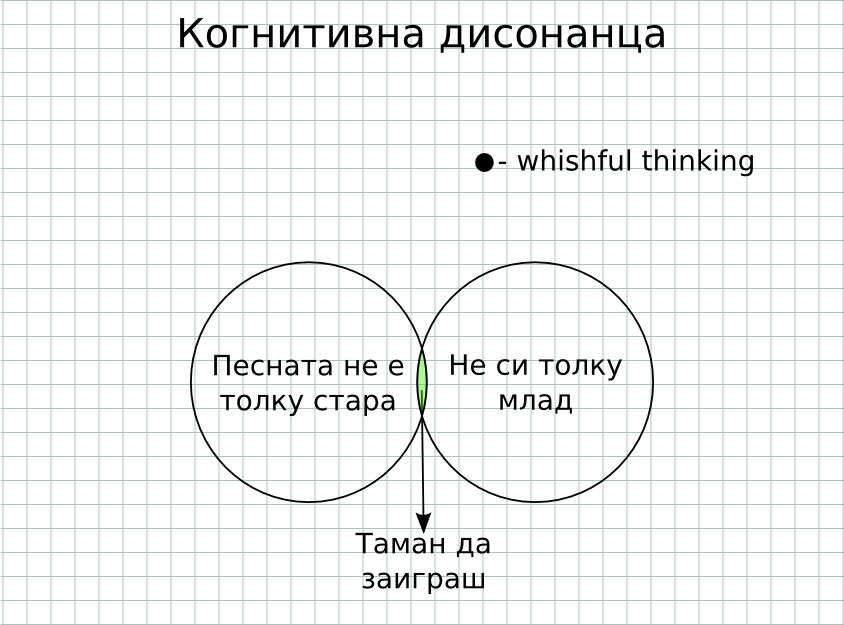 Когнитивна дисонанца
- whishful thinking
Песната не е
толку стара
Не си толку
млад
Таман да
заиграш